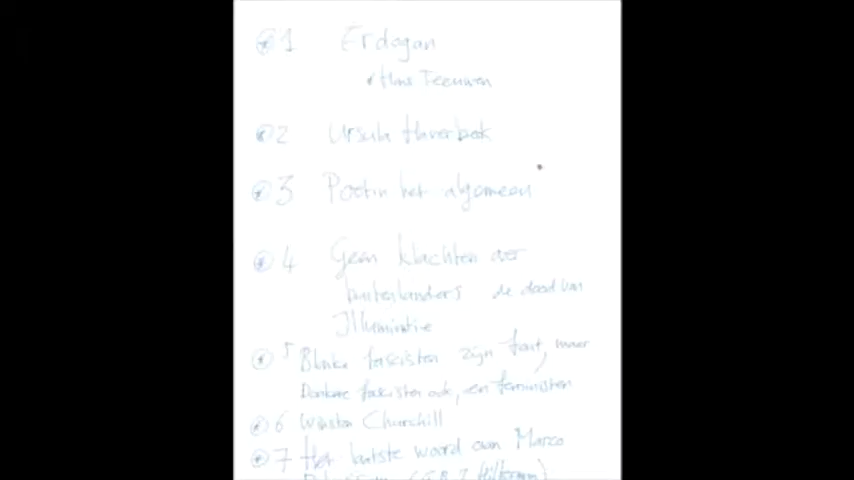 1 Erdogan
Hans Teeuwen
2 Ursula Haverbek
3 Poetin het algemeen
4 Geen klachten over
buitenlanders de dood van
5 Blanke fascisten zijn fout, maar
Donkere fascisten ook, en feministen
6 Winston Churchill
7 Het laatste woord aan Marco